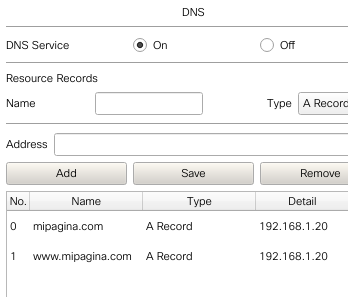 DNS
DNS Service On Off
Resource Records
Name Type A Record
Address
Add Save Remove
No. Name Type Detail
0 mipagina.com A Record 192.168.1.20
1 www.mipagina.com A Record 192.168.1.20